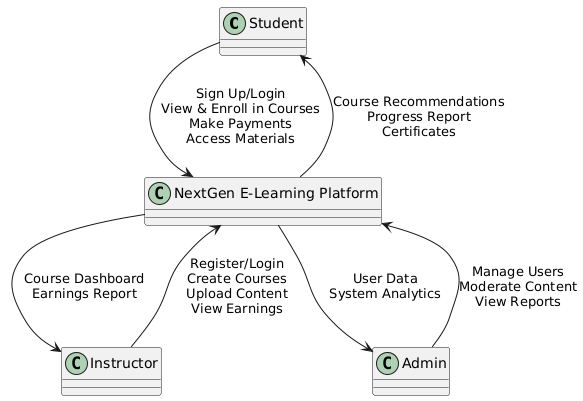 C Student
Sign Up/Login
View & Enroll in Courses
Make Payments
Access Materials
Course Recommendations
Progress Report
Certificates
C NextGen E-Learning Platform
Course Dashboard
Earnings Report
Register/Login
Create Courses
Upload Content
View Earnings
User Data
System Analytics
Manage Users
Moderate Content
View Reports
C Instructor
C Admin